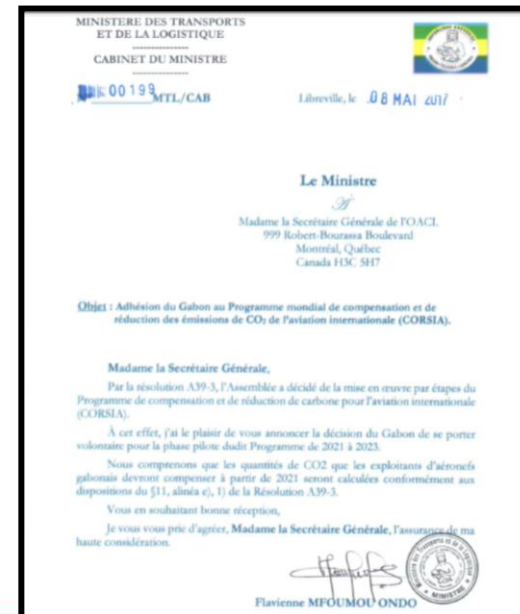 MINISTERE DES TRANSPORTS
ET DE LA LOGISTIQUE
CABINET DU MINISTRE
00199 MTL/CAB
Libreville, le 08 MAI 2017
Le Ministre
A
Madame la Secrétaire Générale de l'OACI.
999 Robert-Bourassa Boulevard
Montréal, Québec
Canada H3C 5H7
Objet : Adhésion du Gabon au Programme mondial de compensation et de
réduction des émissions de CO₂ de l'aviation internationale (CORSIA).
Madame la Secrétaire Générale,
Par la résolution A39-3, l'Assemblée a décidé de la mise en œuvre par étapes du
Programme de compensation et de réduction de carbone pour l'aviation internationale
(CORSIA).
À cet effet, j'ai le plaisir de vous annoncer la décision du Gabon de se porter
volontaire pour la phase pilote dudit Programme de 2021 à 2023.
Nous comprenons que les quantités de CO2 que les exploitants d'aéronefs
gabonais devront compenser à partir de 2021 seront calculées conformément aux
dispositions du §11, alinéa e), 1) de la Résolution A39-3.
Vous en souhaitant bonne réception,
Je vous vous prie d'agréer, Madame la Secrétaire Générale, l'assurance de ma
haute considération.
Flavienne MFOUMOU ONDO